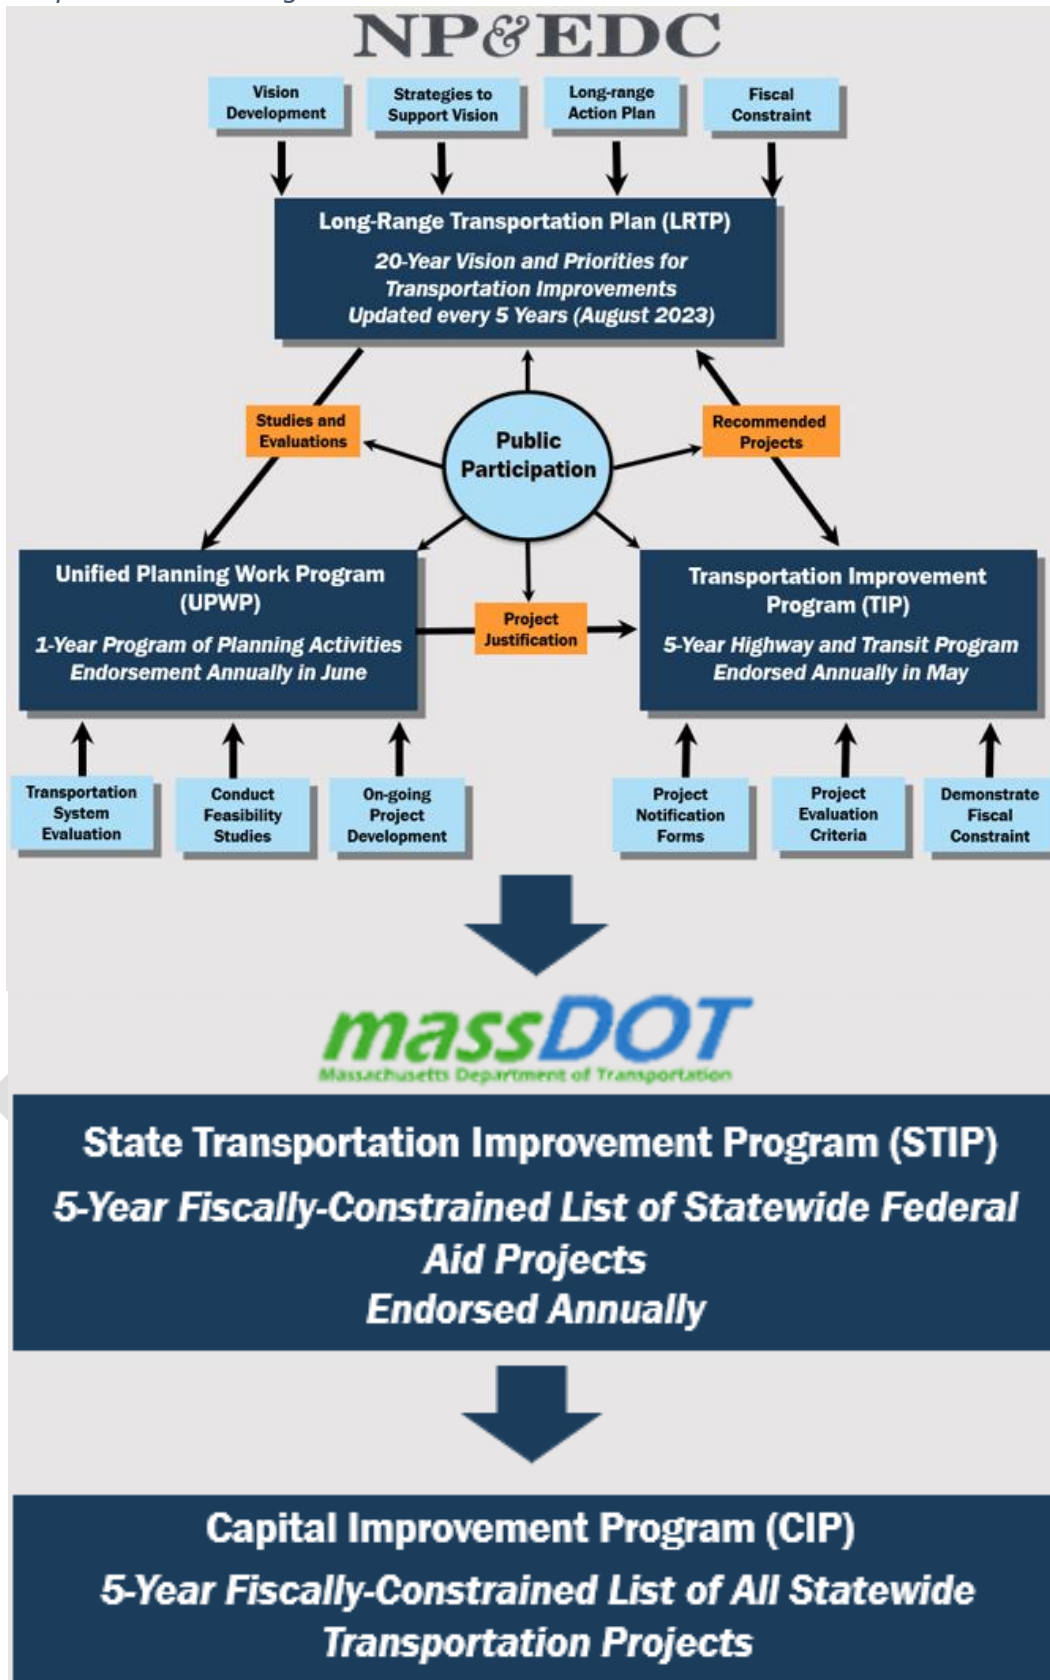 NP&EDC
Vision
Development
Strategies to
Support Vision
Long-range
Action Plan
Fiscal
Constraint
Long-Range Transportation Plan (LRTP)
20-Year Vision and Priorities for
Transportation Improvements
Updated every 5 Years (August 2023)
Studies and
Evaluations
Public
Participation
Recommended
Projects
Unified Planning Work Program
(UPWP)
1-Year Program of Planning Activities
Endorsement Annually in June
Project
Justification
Transportation Improvement
Program (TIP)
5-Year Highway and Transit Program
Endorsed Annually in May
Transportation
System
Evaluation
Conduct
Feasibility
Studies
On-going
Project
Development
Project
Notification
Forms
Project
Evaluation
Criteria
Demonstrate
Fiscal
Constraint
massDOT
Massachusetts Department of Transportation
State Transportation Improvement Program (STIP)
5-Year Fiscally-Constrained List of Statewide Federal
Aid Projects
Endorsed Annually
Capital Improvement Program (CIP)
5-Year Fiscally-Constrained List of All Statewide
Transportation Projects